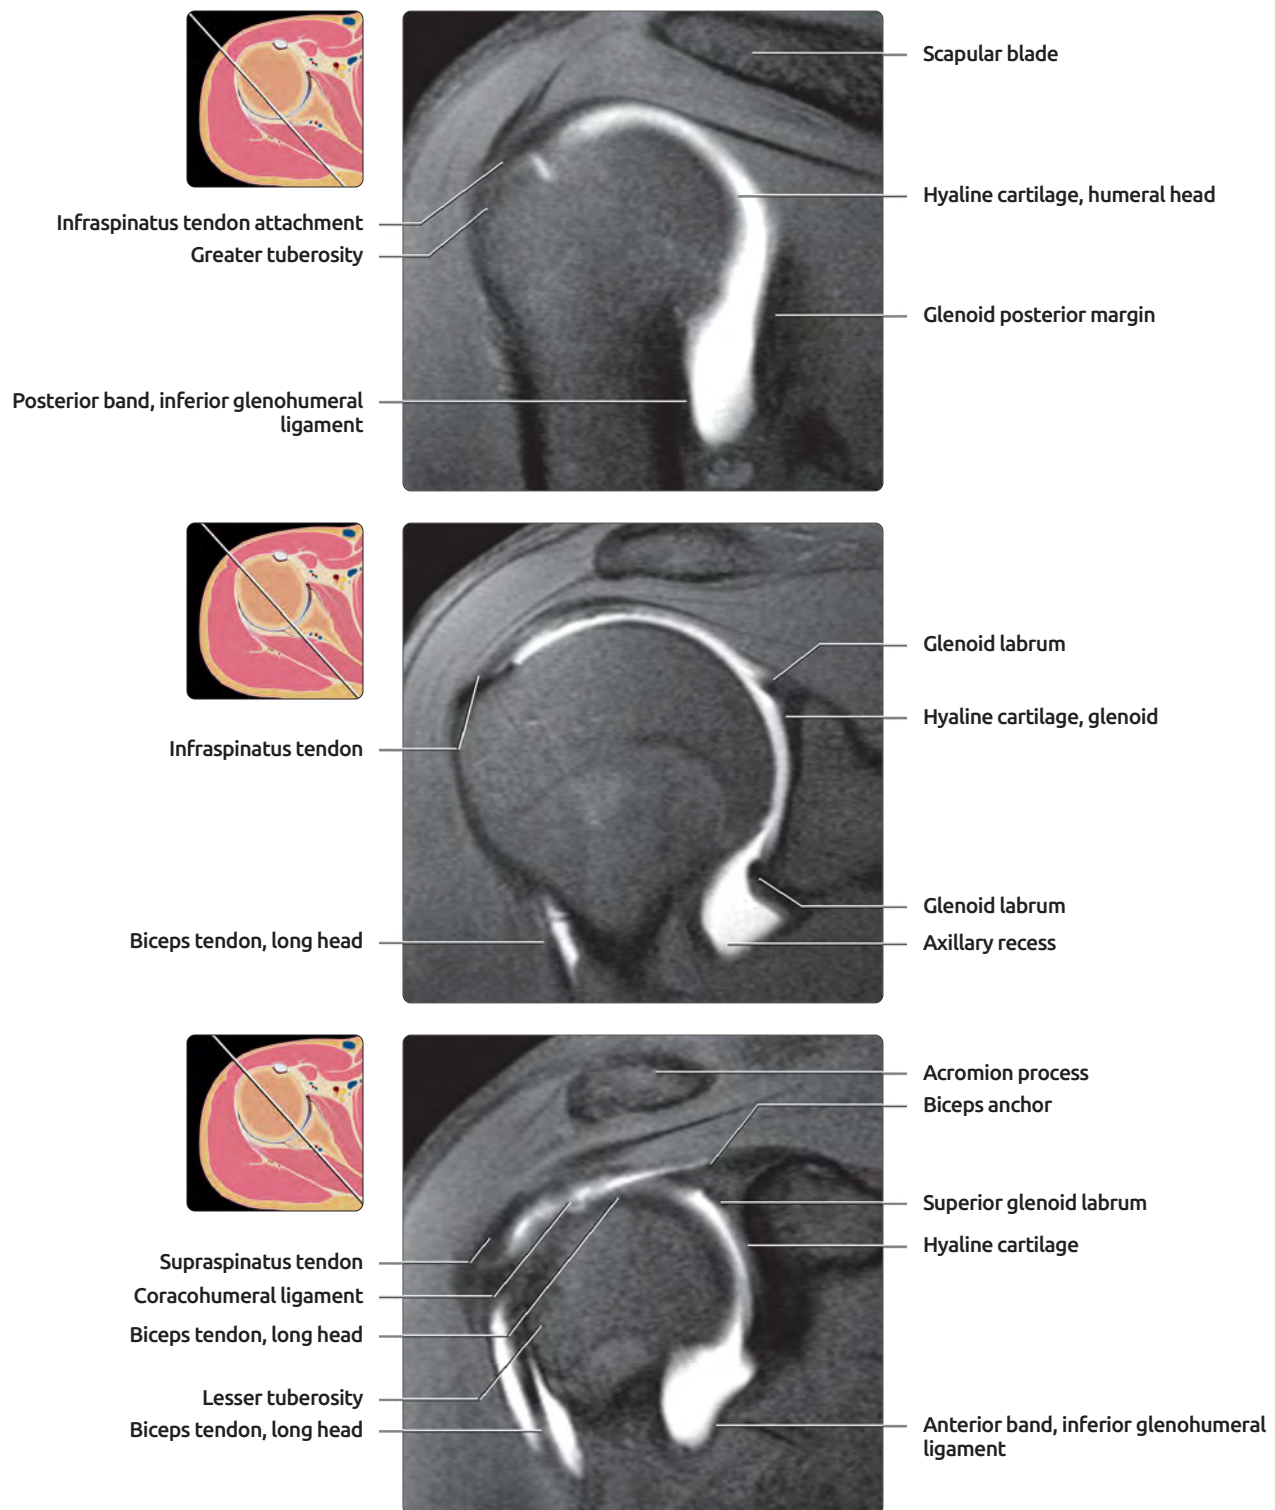 Scapular blade
Hyaline cartilage, humeral head
Infraspinatus tendon attachment
Greater tuberosity
Glenoid posterior margin
Posterior band, inferior glenohumeral
ligament
Glenoid labrum
Hyaline cartilage, glenoid
Infraspinatus tendon
Glenoid labrum
Biceps tendon, long head
Axillary recess
Acromion process
Biceps anchor
Superior glenoid labrum
Hyaline cartilage
Supraspinatus tendon
Coracohumeral ligament
Biceps tendon, long head
Lesser tuberosity
Biceps tendon, long head
Anterior band, inferior glenohumeral
ligament